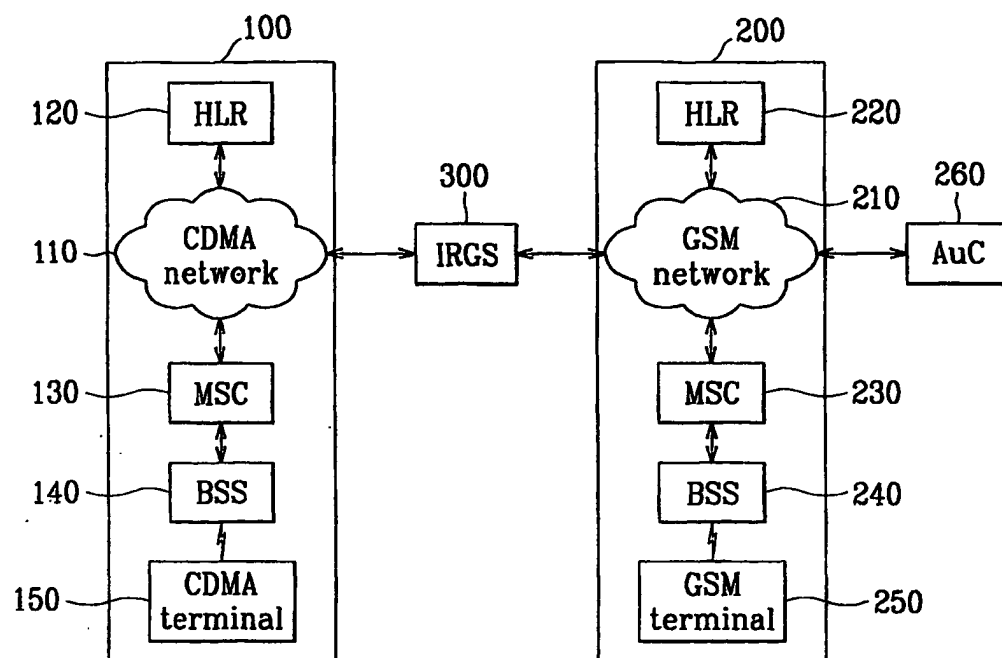 100
200
120
HLR
HLR
220
300
210
260
110
CDMA
network
IRGS
GSM
network
AuC
130
MSC
MSC
230
140
BSS
BSS
240
150
CDMA
terminal
GSM
terminal
250